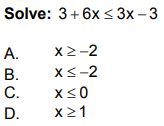 Solve: 3 + 6x ≤ 3x − 3
A. x ≥ −2
B. x ≤ −2
C. x ≤ 0
D. x ≥ 1